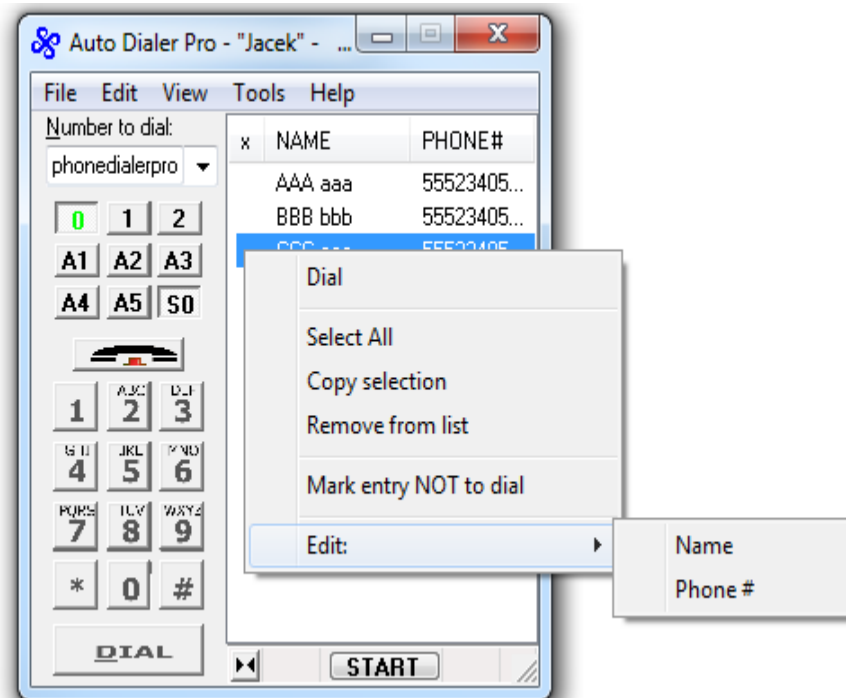 Auto Dialer Pro - "Jacek" - ...
File Edit View Tools Help
Number to dial:
phonedialerpro
x NAME PHONE#
AAA aaa 55523405...
BBB bbb 55523405...
0 1 2
A1 A2 A3
A4 A5 S0
1 2 3
4 JKL 5 6
PQRS 7 8 WXYZ 9
* 0 #
DIAL
START
Dial
Select All
Copy selection
Remove from list
Mark entry NOT to dial
Edit:
Name
Phone #